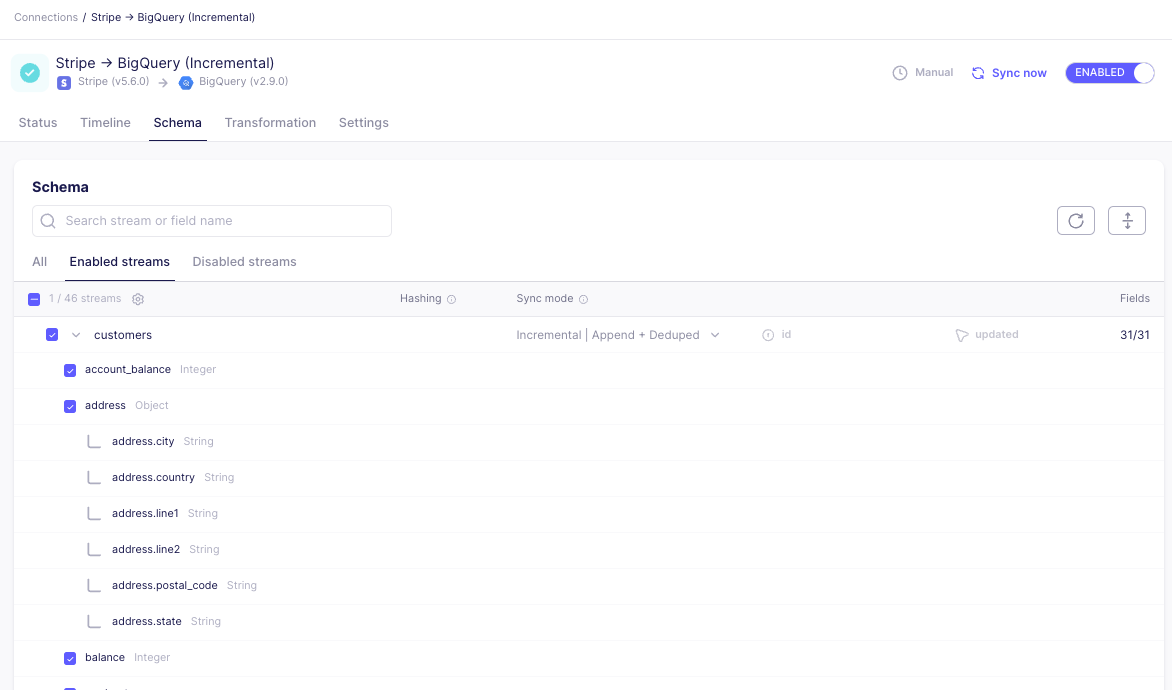 Connections / Stripe → BigQuery (Incremental)
Stripe → BigQuery (Incremental)
S Stripe (v5.6.0) → BigQuery (v2.9.0)
Manual Sync now ENABLED
Status Timeline Schema Transformation Settings
Schema
Search stream or field name
All Enabled streams Disabled streams
1 / 46 streams Hashing Sync mode Fields
customers Incremental | Append + Deduped id updated 31/31
account_balance Integer
address Object
address.city String
address.country String
address.line1 String
address.line2 String
address.postal_code String
address.state String
balance Integer